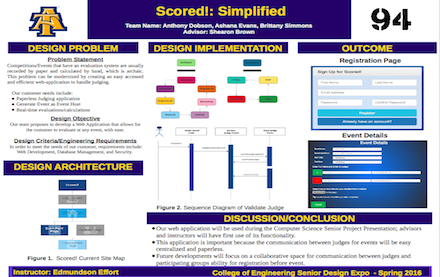 Scored!: Simplified
Team Name: Anthony Dobson, Ashana Evans, Brittany Simmons
Advisor: Shearon Brown
94
DESIGN PROBLEM
Problem Statement
Competitions/Events that have an evaluation system are usually
recorded by paper and calculated by hand, which is archaic.
This problem can be modernized by creating an easy accessed
and efficient web-application to handle judging.
Our customer needs include:
Paperless Judging application
Generate Event as Event Host
Real-time evaluations/calculations
Design Objective
Our team proposes to develop a Web Application that allows for
the customer to evaluate at any event, with ease.
Design Criteria/Engineering Requirements
In order to meet the needs of our customer, requirements include:
Web Development, Database Management, and Security.
DESIGN ARCHITECTURE
Figure 1. Scored! Current Site Map
DESIGN IMPLEMENTATION
Figure 2. Sequence Diagram of Validate Judge
OUTCOME
Registration Page
Sign Up for Scored!
First Name
Last Name
Email Address
Password
Confirm Password
Register
Already have an account?
Event Details
Event Details
DISCUSSION/CONCLUSION
Our web application will be used during the Computer Science Senior Project Presentation; advisors
and instructors will have first use of its functionality.
This application is important because the communication between judges for events will be easy
centralized and paperless.
Future developments will focus on a collaborative space for communication between judges and
participating groups ability for registration before event.
Instructor: Edmundson Effort
College of Engineering Senior Design Expo - Spring 2016